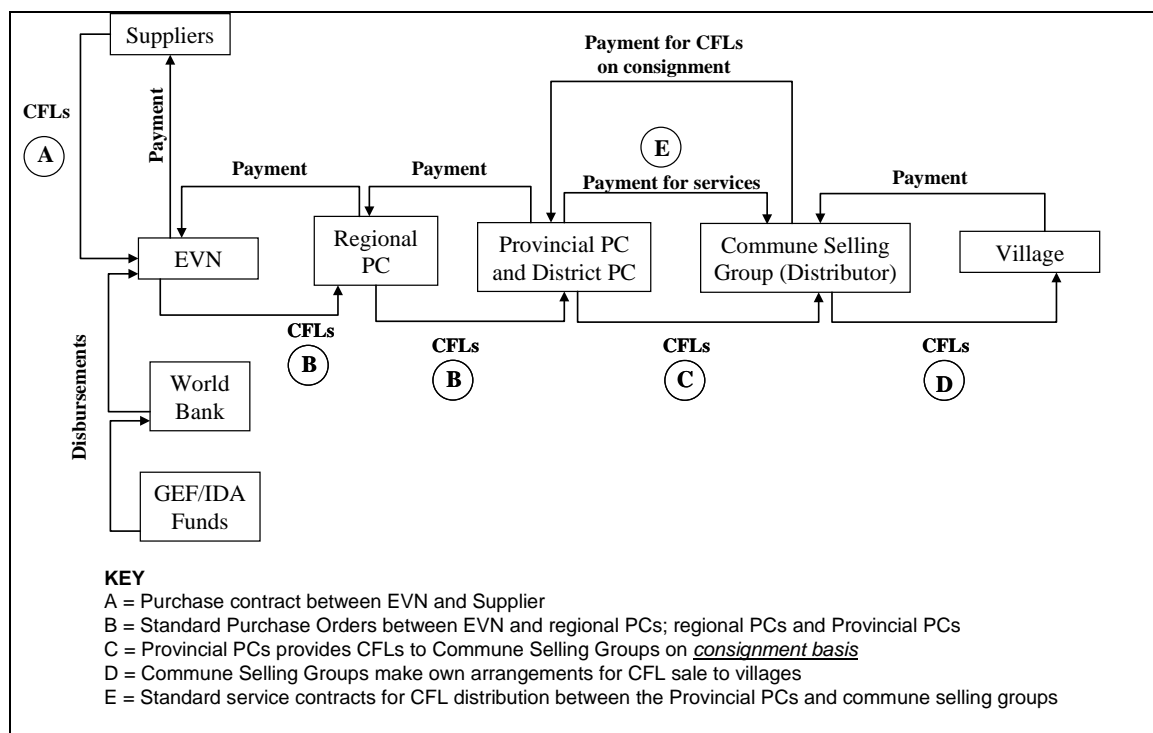 Suppliers
Payment for CFLs
on consignment
CFLs
A
Payment
E
Payment
Payment
Payment for services
Payment
EVN
Regional
PC
Provincial PC
and District PC
Commune Selling
Group (Distributor)
Village
CFLs
B
CFLs
B
CFLs
C
CFLs
D
Disbursements
World
Bank
GEF/IDA
Funds
KEY
A = Purchase contract between EVN and Supplier
B = Standard Purchase Orders between EVN and regional PCs; regional PCs and Provincial PCs
C = Provincial PCs provides CFLs to Commune Selling Groups on consignment basis
D = Commune Selling Groups make own arrangements for CFL sale to villages
E = Standard service contracts for CFL distribution between the Provincial PCs and commune selling groups